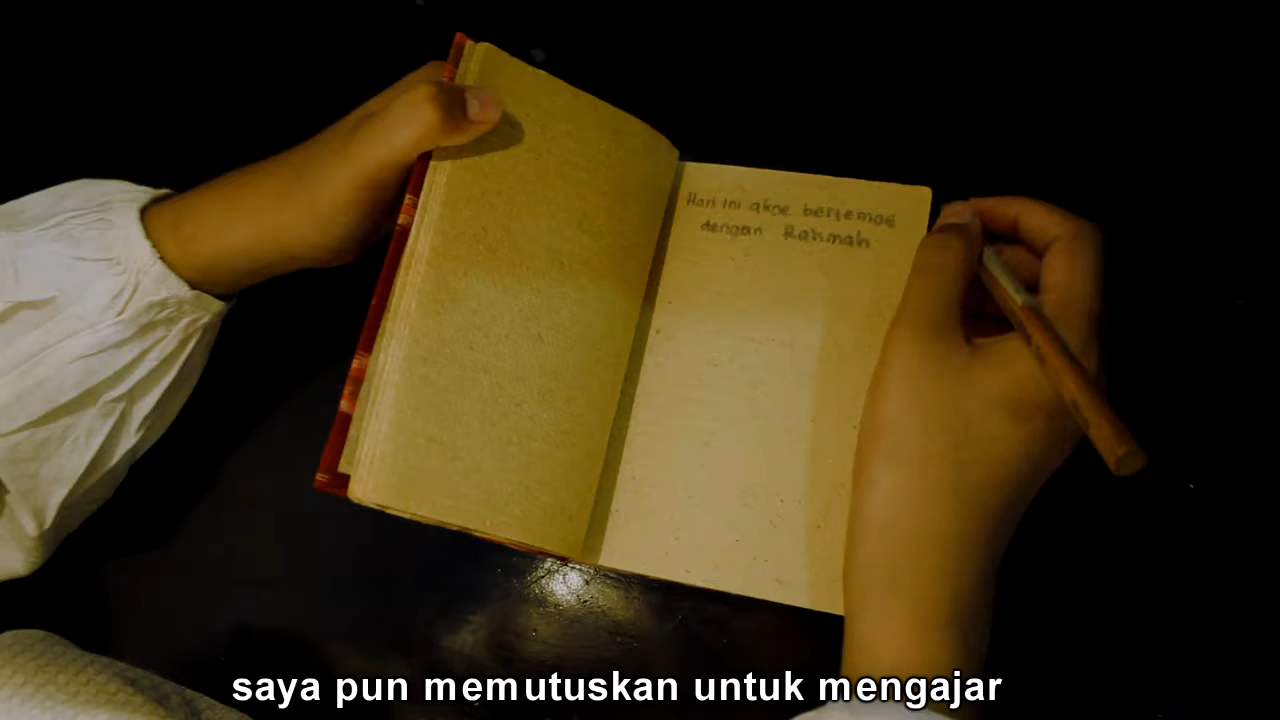 Hari ini akoe bertemoe
dengan Rahmah
saya pun memutuskan untuk mengajar